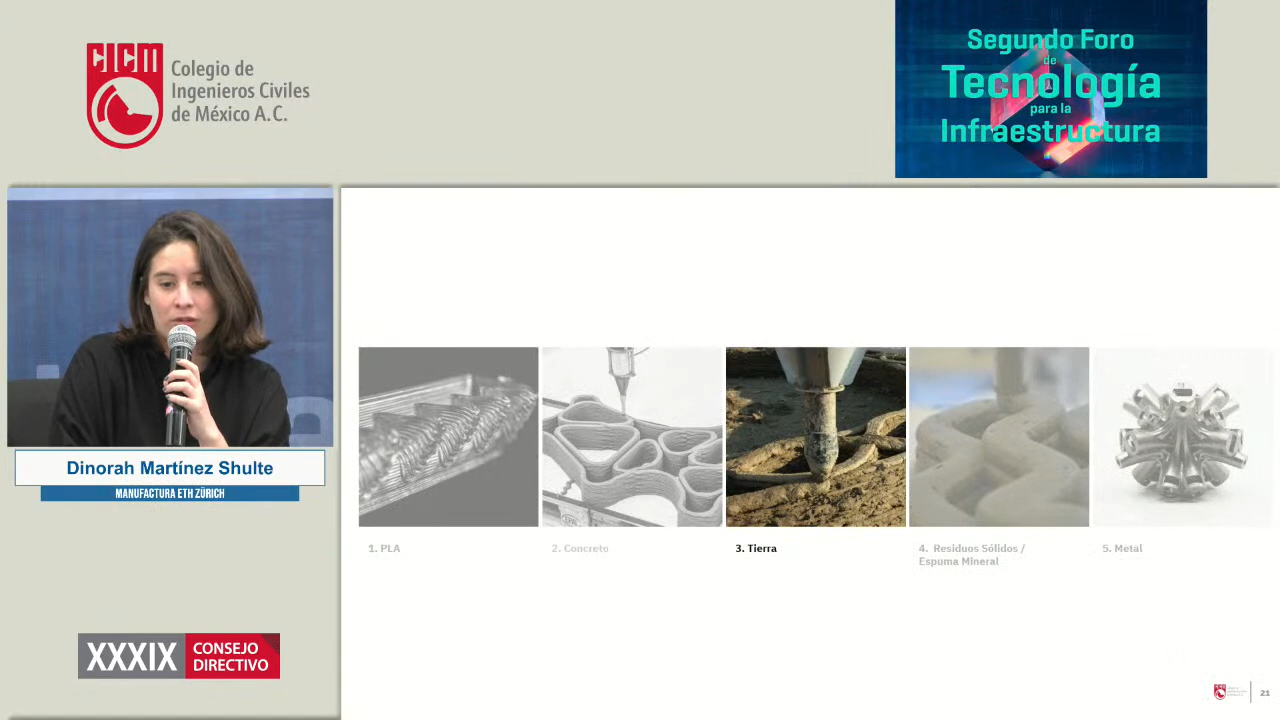 CICM
Colegio de
Ingenieros Civiles
de México A.C.
Segundo Foro
de
Tecnología
para la
Infraestructura
Dinorah Martínez Shulte
MANUFACTURA ETH ZÜRICH
XXXIX
CONSEJO
DIRECTIVO
1. PLA
2. Concreto
3. Tierra
4. Residuos Sólidos /
Espuma Mineral
5. Metal
21